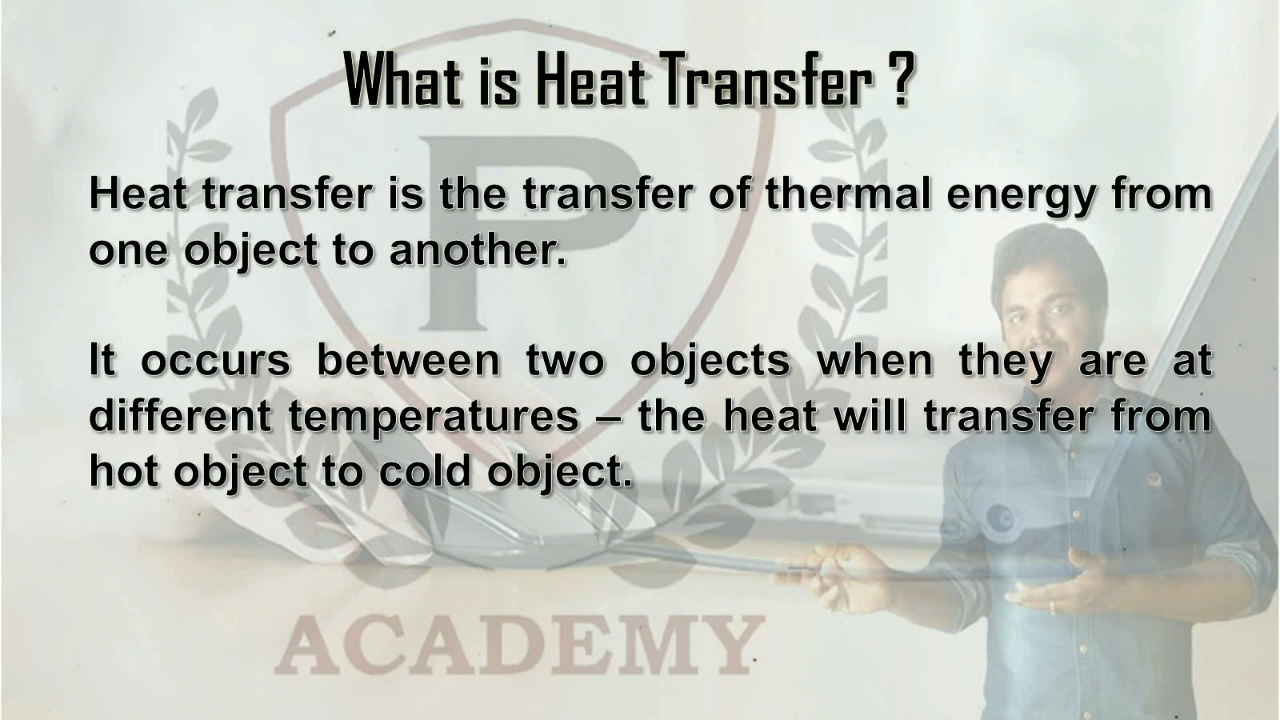 What is Heat Transfer ?
Heat transfer is the transfer of thermal energy from
one object to another.
It occurs between two objects when they are at
different temperatures – the heat will transfer from
hot object to cold object.
P
ACADEMY